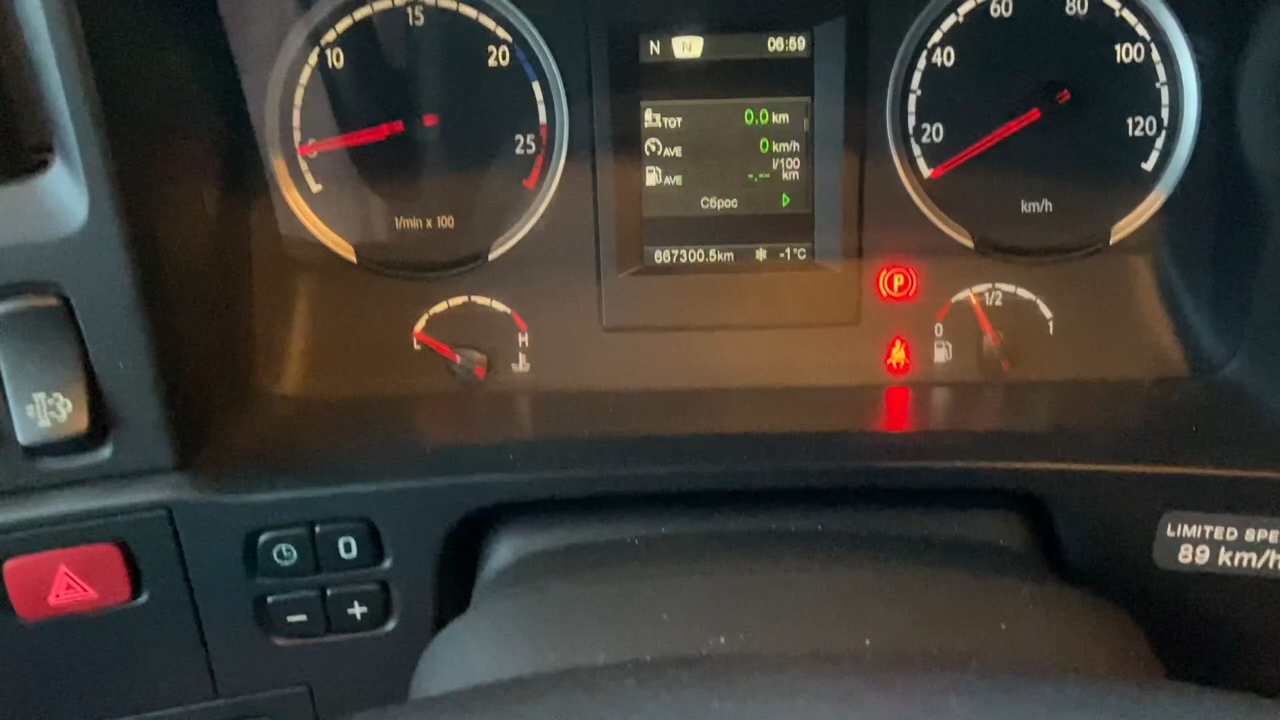 15
10
20
25
1/min x 100
N N 06:59
TOT 0.0 km
AVE 0 km/h
l/100
AVE -.-- km
Сброс
667300.5km -1°C
60
80
40
100
20
120
km/h
H
0
1/2
1
P
0
- +
LIMITED SPE
89 km/h